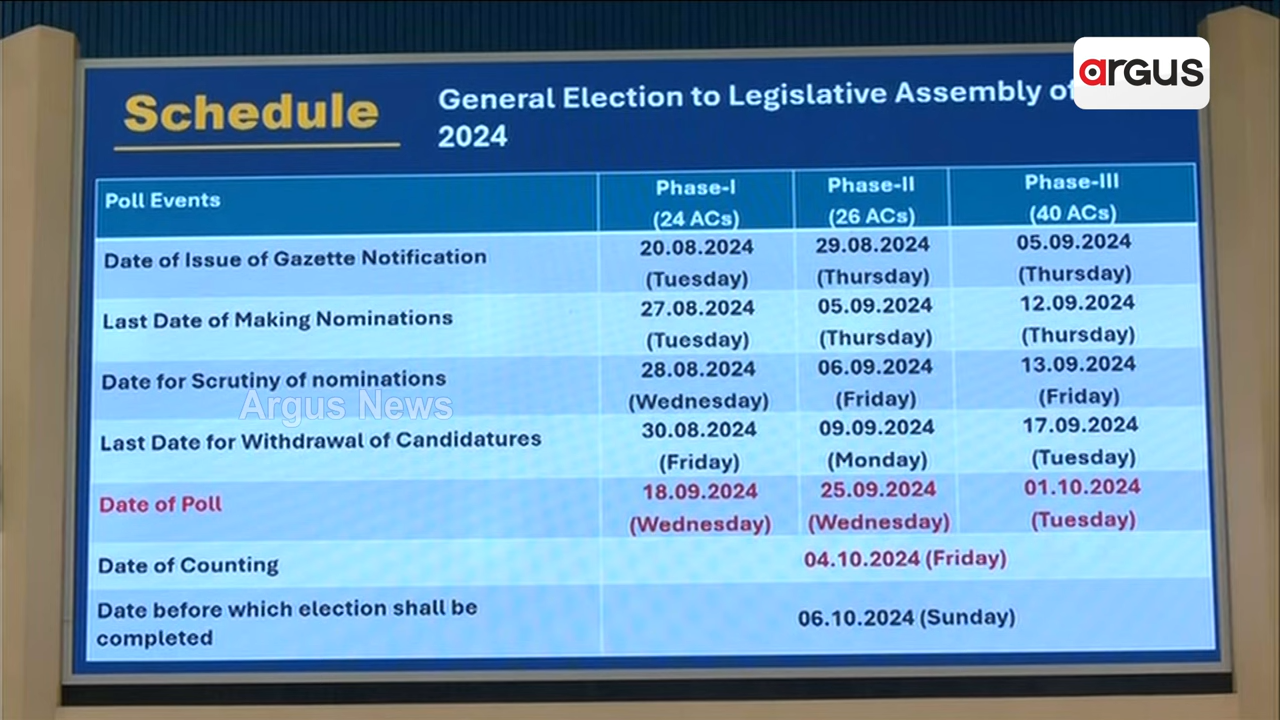 argus
Schedule
General Election to Legislative Assembly of
2024
Poll Events
Phase-I
(24 ACs)
Phase-II
(26 ACs)
Phase-III
(40 ACs)
Date of Issue of Gazette Notification
20.08.2024
(Tuesday)
29.08.2024
(Thursday)
05.09.2024
(Thursday)
Last Date of Making Nominations
27.08.2024
(Tuesday)
05.09.2024
(Thursday)
12.09.2024
(Thursday)
Date for Scrutiny of nominations
28.08.2024
(Wednesday)
06.09.2024
(Friday)
13.09.2024
(Friday)
Argus News
Last Date for Withdrawal of Candidatures
30.08.2024
(Friday)
09.09.2024
(Monday)
17.09.2024
(Tuesday)
Date of Poll
18.09.2024
(Wednesday)
25.09.2024
(Wednesday)
01.10.2024
(Tuesday)
Date of Counting
04.10.2024 (Friday)
Date before which election shall be
completed
06.10.2024 (Sunday)